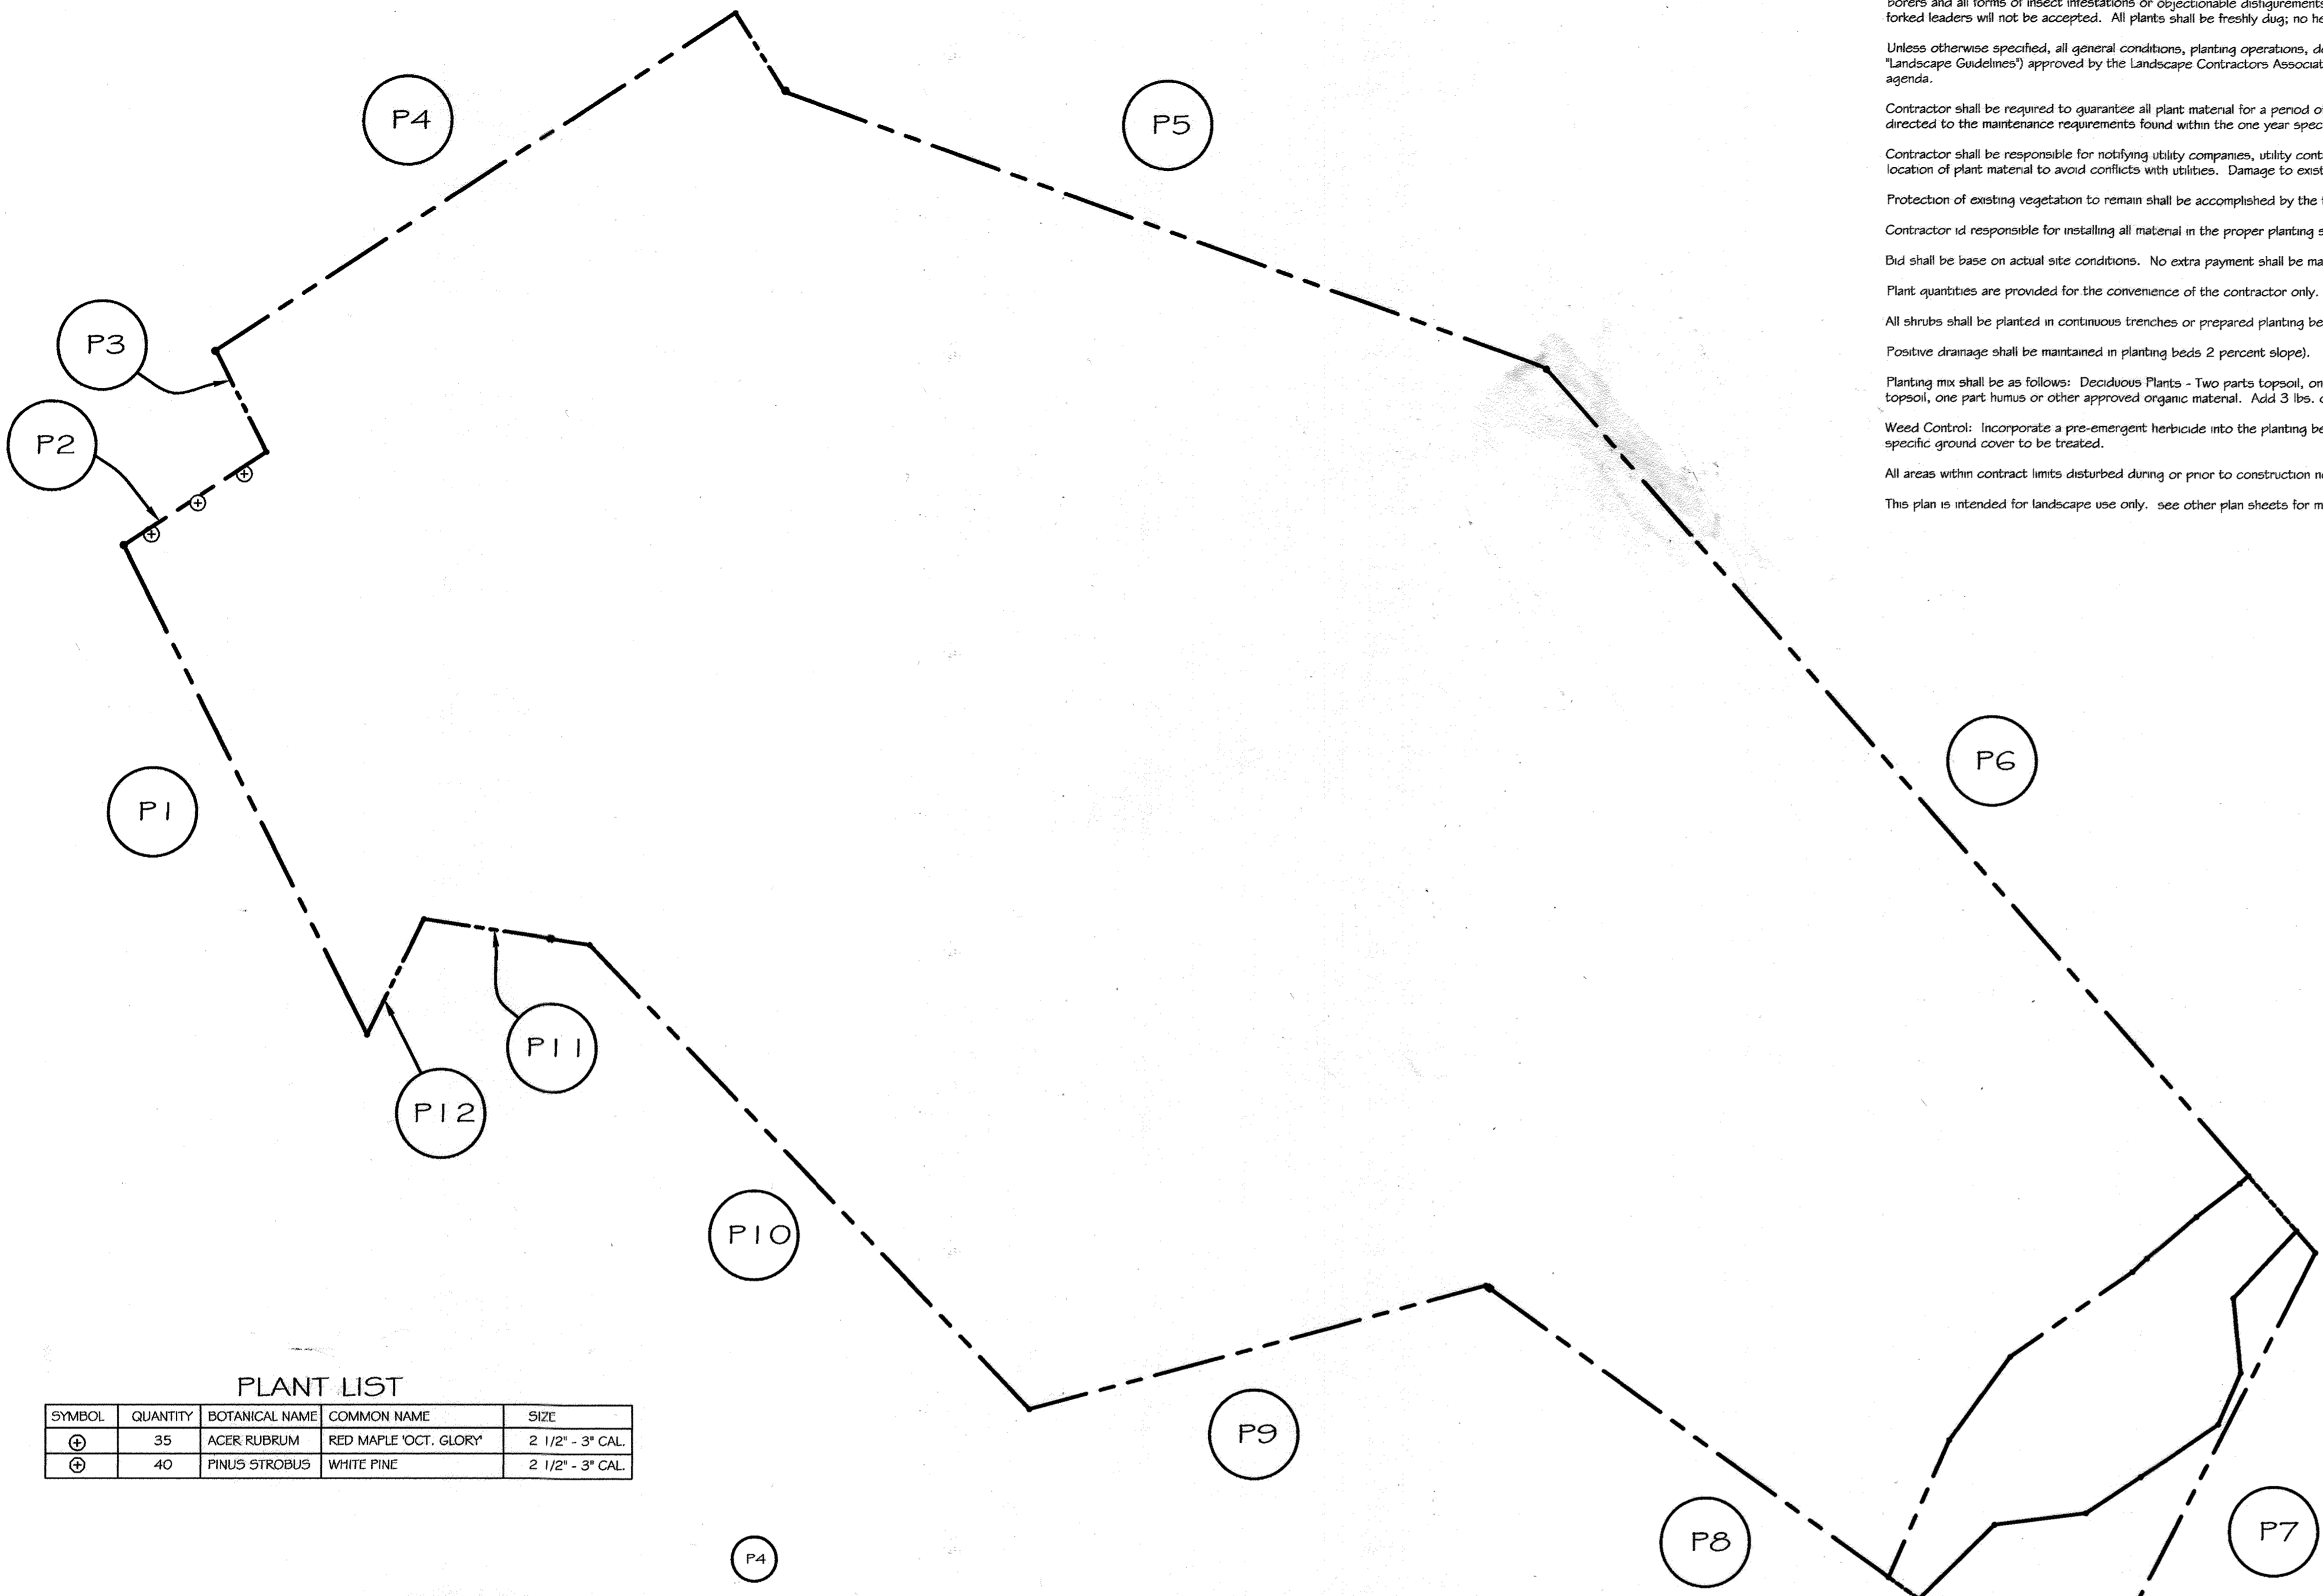 borers and all forms of insect infestations or objectionable disfigurements
forked leaders will not be accepted. All plants shall be freshly dug; no he
Unless otherwise specified, all general conditions, planting operations, de
"Landscape Guidelines") approved by the Landscape Contractors Associat
agenda.
Contractor shall be required to guarantee all plant material for a period o
directed to the maintenance requirements found within the one year spec
Contractor shall be responsible for notifying utility companies, utility cont
location of plant material to avoid conflicts with utilities. Damage to exist
Protection of existing vegetation to remain shall be accomplished by the
Contractor id responsible for installing all material in the proper planting s
Bid shall be base on actual site conditions. No extra payment shall be ma
Plant quantities are provided for the convenience of the contractor only.
All shrubs shall be planted in continuous trenches or prepared planting be
Positive drainage shall be maintained in planting beds 2 percent slope).
Planting mix shall be as follows: Deciduous Plants - Two parts topsoil, on
topsoil, one part humus or other approved organic material. Add 3 lbs.
Weed Control: Incorporate a pre-emergent herbicide into the planting be
specific ground cover to be treated.
All areas within contract limits disturbed during or prior to construction n
This plan is intended for landscape use only. see other plan sheets for m
P4
P5
P3
P2
P6
P1
P11
P12
P10
P9
P8
P7
PLANT LIST
SYMBOL QUANTITY BOTANICAL NAME COMMON NAME SIZE
35 ACER RUBRUM RED MAPLE 'OCT. GLORY' 2 1/2" - 3" CAL.
40 PINUS STROBUS WHITE PINE 2 1/2" - 3" CAL.
P4